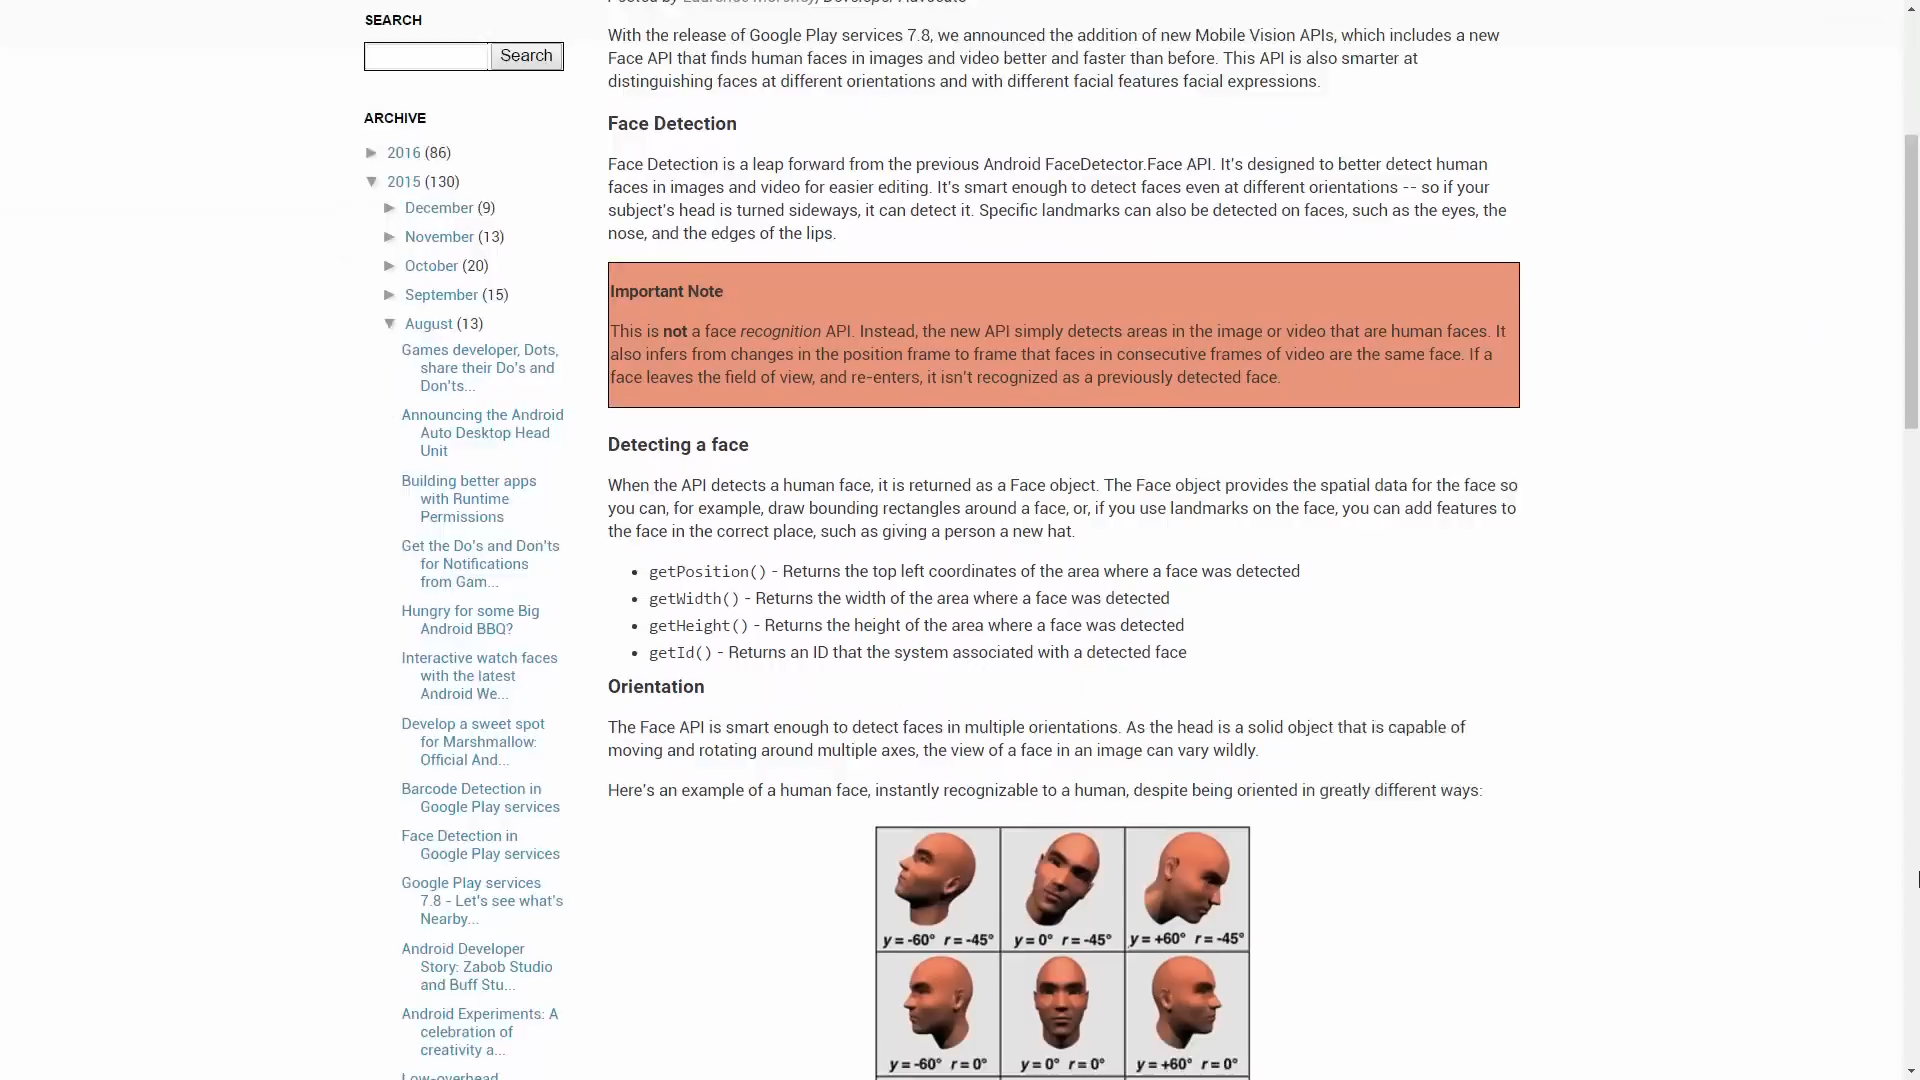 SEARCH
Search
ARCHIVE
► 2016 (86)
▼ 2015 (130)
► December (9)
► November (13)
► October (20)
► September (15)
▼ August (13)
Games developer, Dots,
share their Do's and
Don'ts...
Announcing the Android
Auto Desktop Head
Unit
Building better apps
with Runtime
Permissions
Get the Do's and Don'ts
for Notifications
from Gam...
Hungry for some Big
Android BBQ?
Interactive watch faces
with the latest
Android We...
Develop a sweet spot
for Marshmallow:
Official And...
Barcode Detection in
Google Play services
Face Detection in
Google Play services
Google Play services
7.8 - Let's see what's
Nearby...
Android Developer
Story: Zabob Studio
and Buff Stu...
Android Experiments: A
celebration of
creativity a...
Low-overhead
Posted by Laurence Moroney, Developer Advocate
With the release of Google Play services 7.8, we announced the addition of new Mobile Vision APIs, which includes a new
Face API that finds human faces in images and video better and faster than before. This API is also smarter at
distinguishing faces at different orientations and with different facial features facial expressions.
Face Detection
Face Detection is a leap forward from the previous Android FaceDetector.Face API. It's designed to better detect human
faces in images and video for easier editing. It's smart enough to detect faces even at different orientations -- so if your
subject's head is turned sideways, it can detect it. Specific landmarks can also be detected on faces, such as the eyes, the
nose, and the edges of the lips.
Important Note
This is not a face recognition API. Instead, the new API simply detects areas in the image or video that are human faces. It
also infers from changes in the position frame to frame that faces in consecutive frames of video are the same face. If a
face leaves the field of view, and re-enters, it isn't recognized as a previously detected face.
Detecting a face
When the API detects a human face, it is returned as a Face object. The Face object provides the spatial data for the face so
you can, for example, draw bounding rectangles around a face, or, if you use landmarks on the face, you can add features to
the face in the correct place, such as giving a person a new hat.
• getPosition() - Returns the top left coordinates of the area where a face was detected
• getWidth() - Returns the width of the area where a face was detected
• getHeight() - Returns the height of the area where a face was detected
• getId() - Returns an ID that the system associated with a detected face
Orientation
The Face API is smart enough to detect faces in multiple orientations. As the head is a solid object that is capable of
moving and rotating around multiple axes, the view of a face in an image can vary wildly.
Here's an example of a human face, instantly recognizable to a human, despite being oriented in greatly different ways:
y = -60° r = -45° y = 0° r = -45° y = +60° r = -45°
y = -60° r = 0° y = 0° r = 0° y = +60° r = 0°